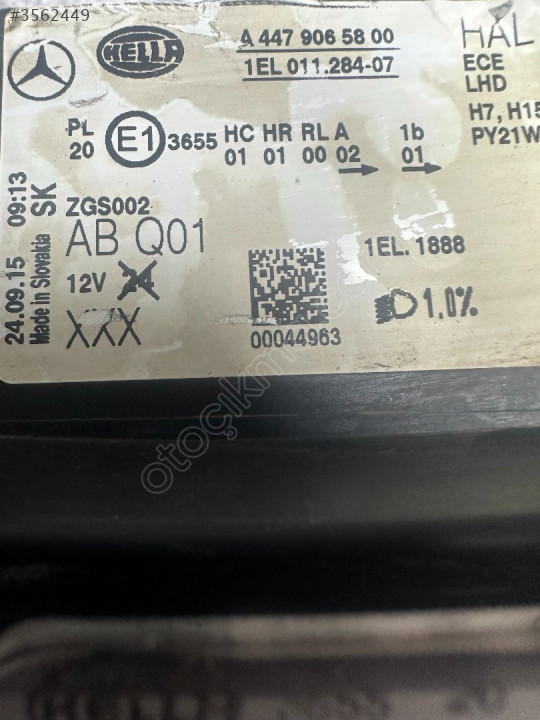 #3562449
HELLA
A 447 906 58 00
1EL 011.284-07
HAL
ECE
LHD
H7, H15
PY21W
PL
20
E1
3655
HC HR RL A 1b
01 01 00 02 01
24.09.15 09:13
Made in Slovakia SK
ZGS002
AB Q01
12V 24
XXX
00044963
1EL. 1888
1,0%
otoçıkm